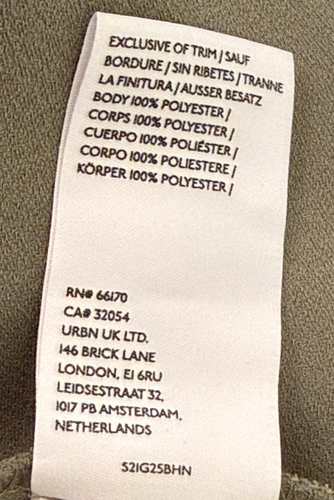 EXCLUSIVE OF TRIM / SAUF
BORDURE / SIN RIBETES / TRANNE
LA FINITURA / AUSSER BESATZ
BODY 100% POLYESTER /
CORPS 100% POLYESTER /
CUERPO 100% POLIÉSTER /
CORPO 100% POLIESTERE /
KÖRPER 100% POLYESTER /
RN# 66170
CA# 32054
URBN UK LTD.
146 BRICK LANE
LONDON, E1 6RU
LEIDSESTRAAT 32,
1017 PB AMSTERDAM,
NETHERLANDS
S21G25BHN